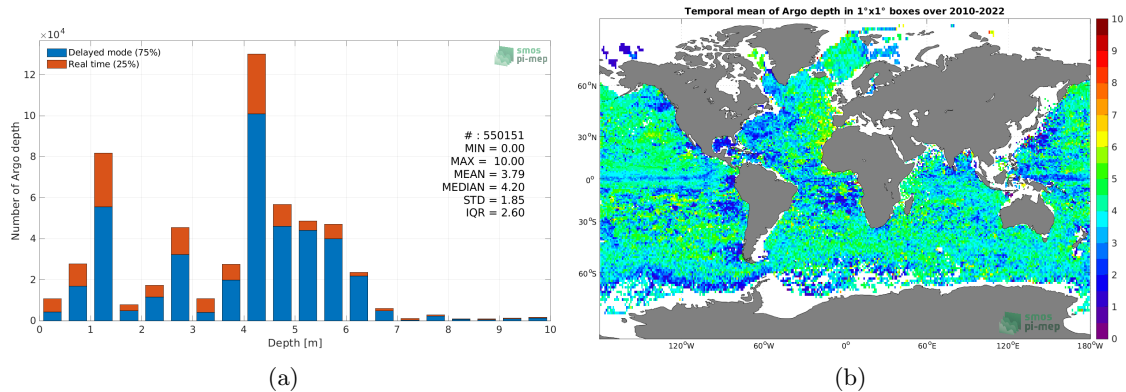 ×10⁴
Delayed mode (75%)
Real time (25%)
smos
pi-mep
12
10
8
6
4
2
0
Number of Argo depth
# : 550151
MIN = 0.00
MAX = 10.00
MEAN = 3.79
MEDIAN = 4.20
STD = 1.85
IQR = 2.60
0 1 2 3 4 5 6 7 8 9 10
Depth [m]
(a)
Temporal mean of Argo depth in 1°x1° boxes over 2010-2022
60°N
30°N
0°
30°S
60°S
120°W 60°W 0° 60°E 120°E 180°W
smos
pi-mep
10
9
8
7
6
5
4
3
2
1
0
(b)